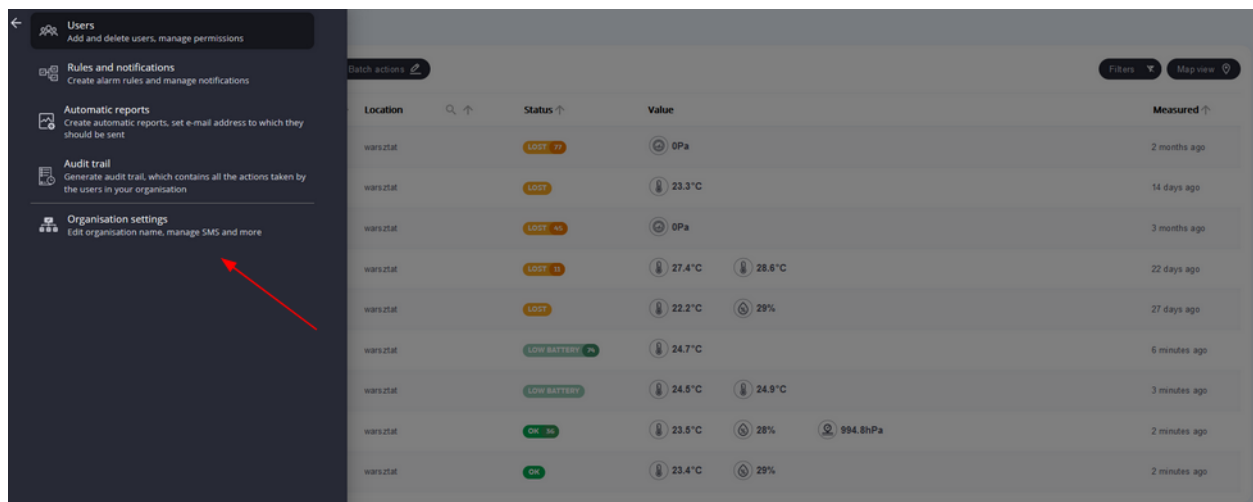 Users
Add and delete users, manage permissions
Rules and notifications
Create alarm rules and manage notifications
Automatic reports
Create automatic reports, set e-mail address to which they
should be sent
Audit trail
Generate audit trail, which contains all the actions taken by
the users in your organisation
Organisation settings
Edit organisation name, manage SMS and more
Batch actions Filters Map view
Location Status Value Measured
warsztat LOST 77 0Pa 2 months ago
warsztat LOST 23.3°C 14 days ago
warsztat LOST 45 0Pa 3 months ago
warsztat LOST 11 27.4°C 28.6°C 22 days ago
warsztat LOST 22.2°C 29% 27 days ago
warsztat LOW BATTERY 74 24.7°C 6 minutes ago
warsztat LOW BATTERY 24.5°C 24.9°C 3 minutes ago
warsztat OK 23.5°C 28% 994.8hPa 2 minutes ago
warsztat OK 23.4°C 29% 2 minutes ago